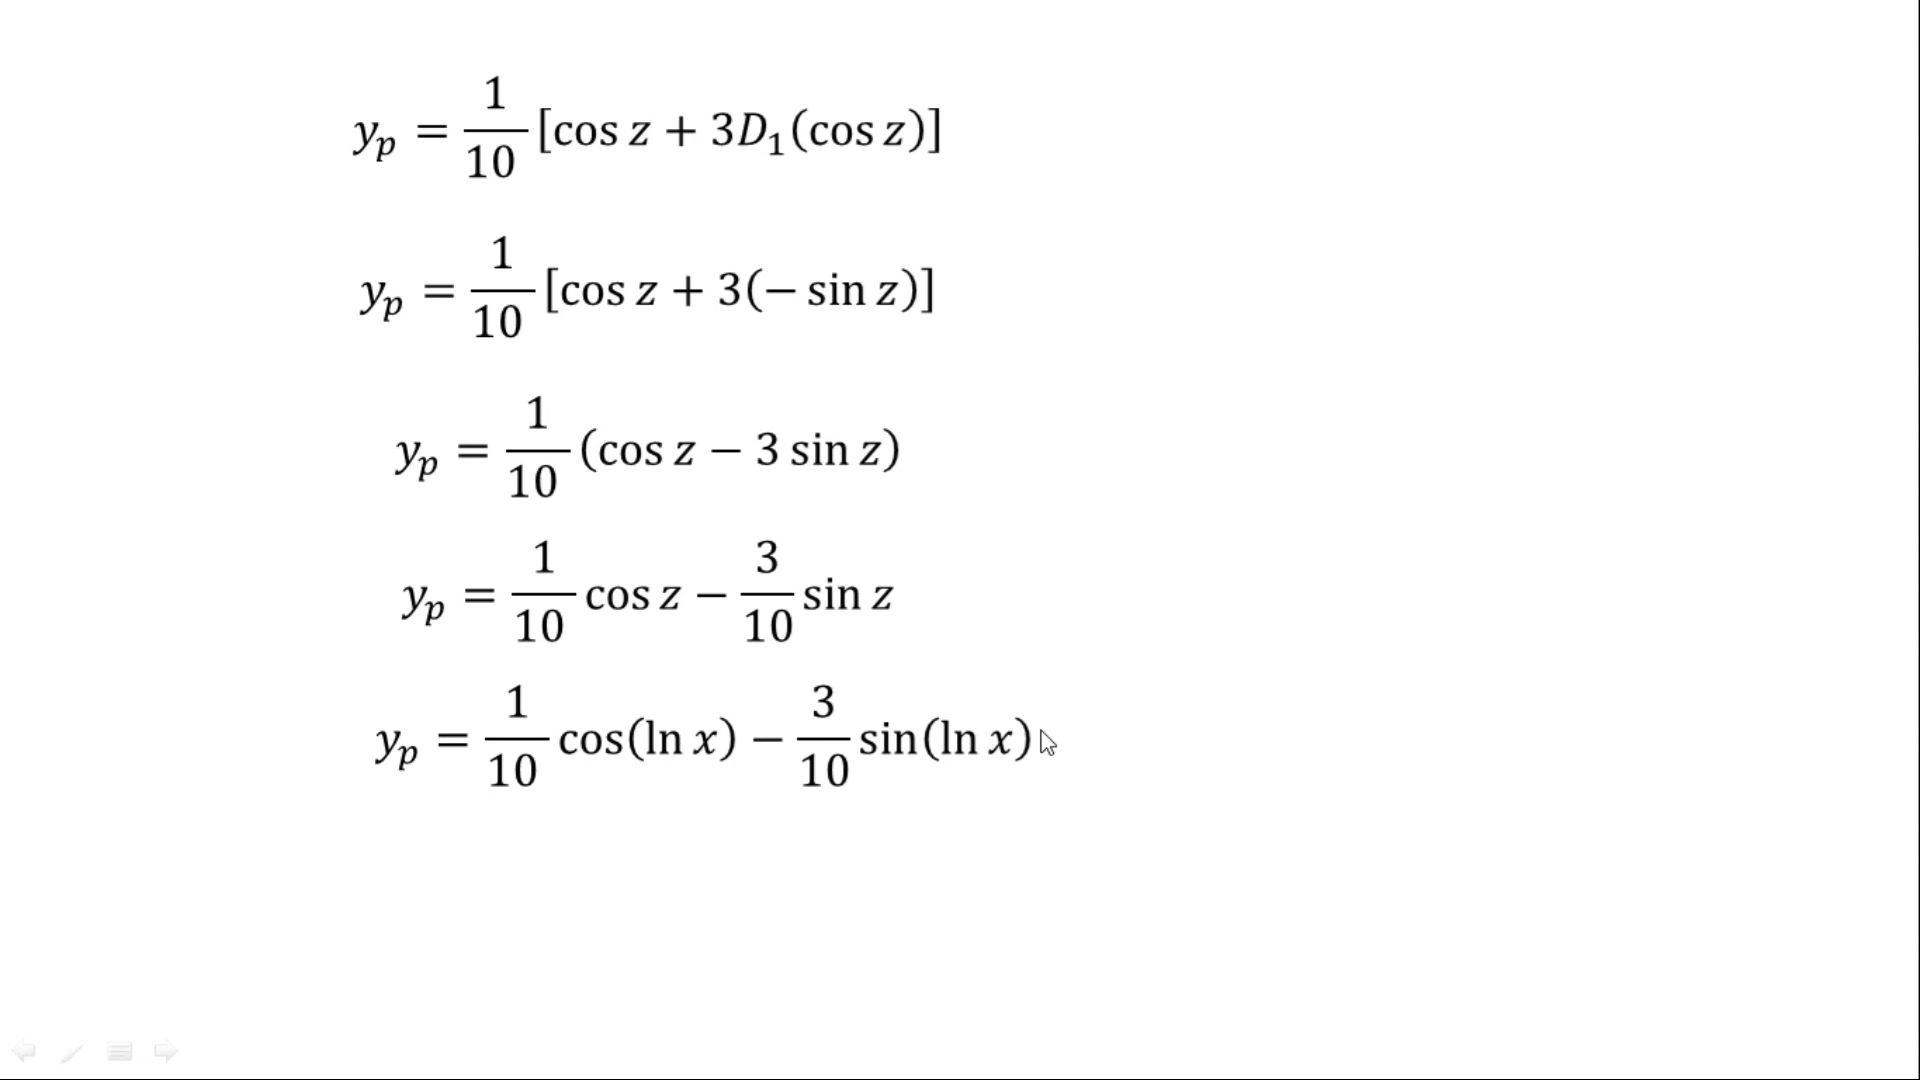 y_p = 1/10 [cos z + 3D_1(cos z)]
y_p = 1/10 [cos z + 3(− sin z)]
y_p = 1/10 (cos z − 3 sin z)
y_p = 1/10 cos z − 3/10 sin z
y_p = 1/10 cos(ln x) − 3/10 sin(ln x)